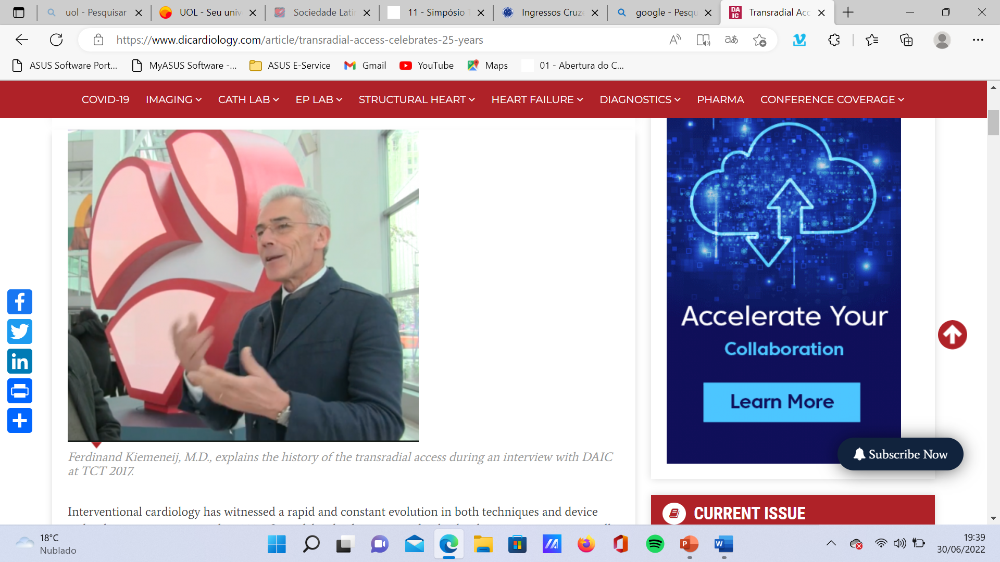 uol - Pesquisar
UOL - Seu univ
Sociedade Latin
11 - Simpósio T
Ingressos Cruze
google - Pesqu
DA
IC
Transradial Acc
https://www.dicardiology.com/article/transradial-access-celebrates-25-years
ASUS Software Port...
MyASUS Software -...
ASUS E-Service
Gmail
YouTube
Maps
01 - Abertura do C...
COVID-19
IMAGING
CATH LAB
EP LAB
STRUCTURAL HEART
HEART FAILURE
DIAGNOSTICS
PHARMA
CONFERENCE COVERAGE
Ferdinand Kiemeneij, M.D., explains the history of the transradial access during an interview with DAIC
at TCT 2017.
Interventional cardiology has witnessed a rapid and constant evolution in both techniques and device
Accelerate Your
Collaboration
Learn More
Subscribe Now
CURRENT ISSUE
18°C
Nublado
19:39
30/06/2022